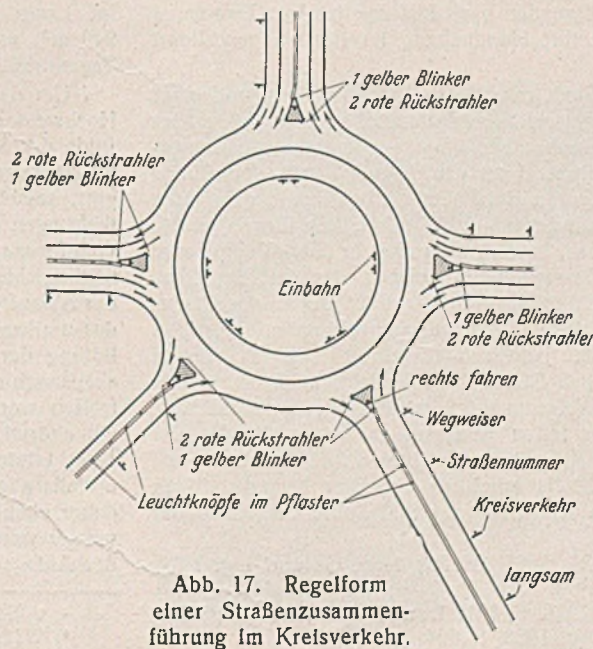 1 gelber Blinker
2 rote Rückstrahler
2 rote Rückstrahler
1 gelber Blinker
Einbahn
1 gelber Blinker
2 rote Rückstrahler
rechts fahren
Wegweiser
2 rote Rückstrahler
1 gelber Blinker
Straßennummer
Leuchtknöpfe im Pflaster
Kreisverkehr
langsam
Abb. 17. Regelform
einer Straßenzusammen-
führung im Kreisverkehr.